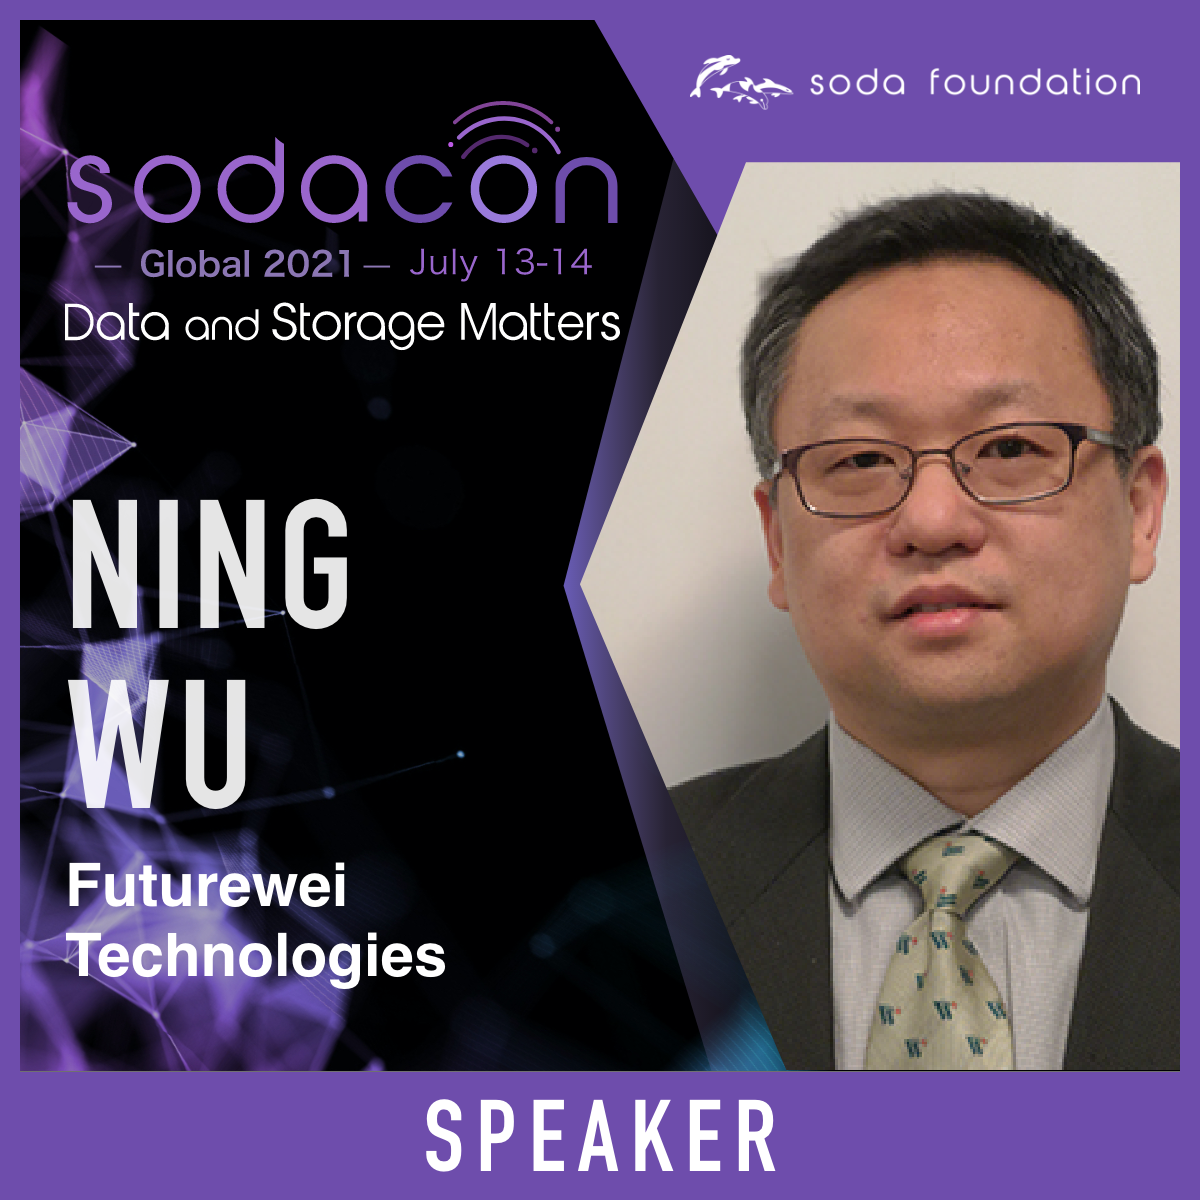 soda foundation
sodacon
— Global 2021 — July 13-14
Data and Storage Matters
NING
WU
Futurewei
Technologies
SPEAKER